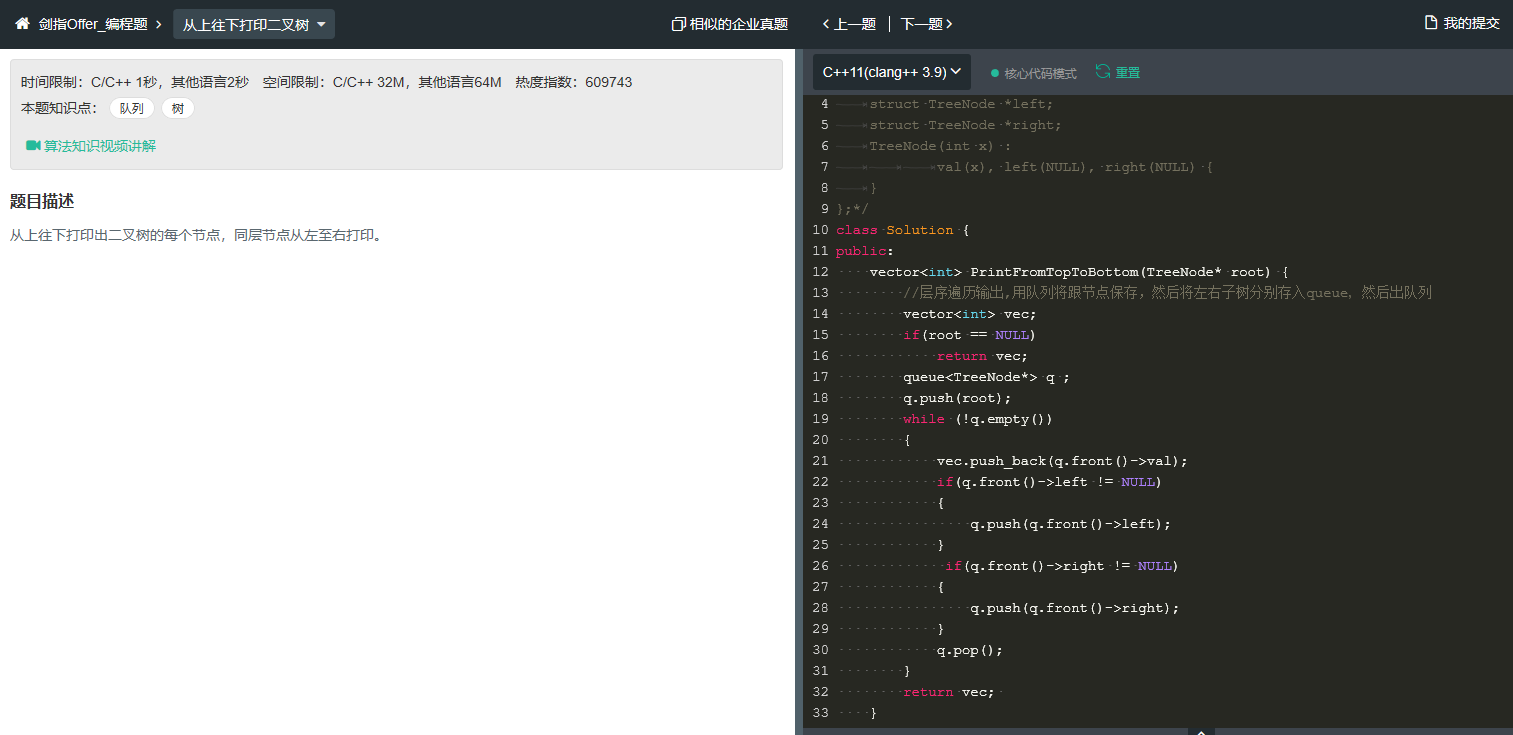 剑指Offer_编程题 从上往下打印二叉树 相似的企业真题 上一题 下一题 我的提交
时间限制：C/C++ 1秒，其他语言2秒 空间限制：C/C++ 32M，其他语言64M 热度指数：609743
本题知识点： 队列 树
算法知识视频讲解
题目描述
从上往下打印出二叉树的每个节点，同层节点从左至右打印。
C++11(clang++ 3.9) 核心代码模式 重置
4 struct TreeNode *left;
5 struct TreeNode *right;
6 TreeNode(int x) :
7 val(x), left(NULL), right(NULL) {
8 }
9 };*/
10 class Solution {
11 public:
12 vector<int> PrintFromTopToBottom(TreeNode* root) {
13 //层序遍历输出,用队列将跟节点保存，然后将左右子树分别存入queue，然后出队列
14 vector<int> vec;
15 if(root == NULL)
16 return vec;
17 queue<TreeNode*> q ;
18 q.push(root);
19 while (!q.empty())
20 {
21 vec.push_back(q.front()->val);
22 if(q.front()->left != NULL)
23 {
24 q.push(q.front()->left);
25 }
26 if(q.front()->right != NULL)
27 {
28 q.push(q.front()->right);
29 }
30 q.pop();
31 }
32 return vec;
33 }